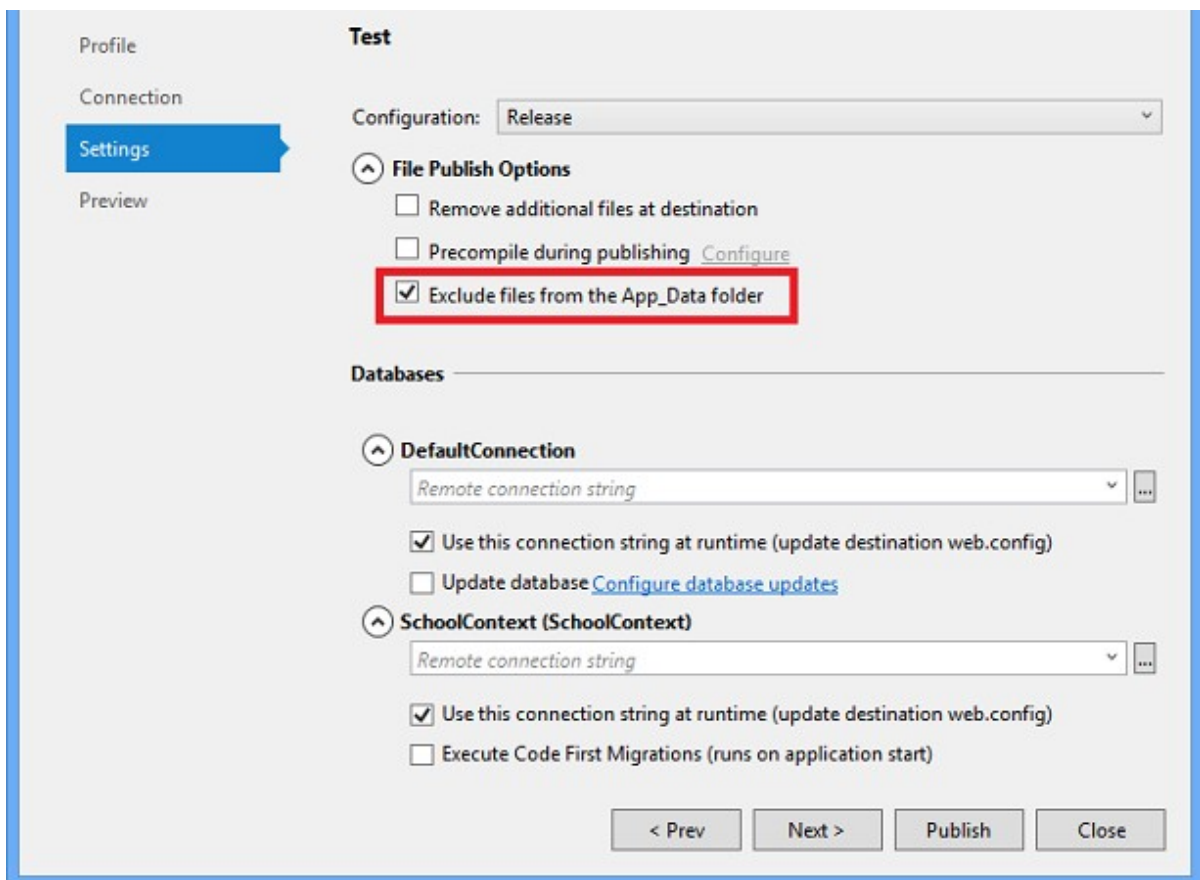 Profile
Connection
Settings
Preview
Test
Configuration: Release
File Publish Options
Remove additional files at destination
Precompile during publishing Configure
Exclude files from the App_Data folder
Databases
DefaultConnection
Remote connection string
...
Use this connection string at runtime (update destination web.config)
Update database Configure database updates
SchoolContext (SchoolContext)
Remote connection string
...
Use this connection string at runtime (update destination web.config)
Execute Code First Migrations (runs on application start)
< Prev Next > Publish Close